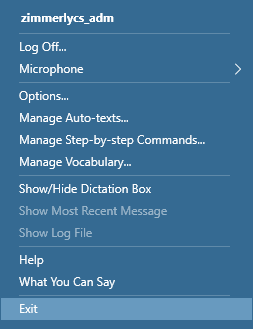 zimmerlycs_adm
Log Off...
Microphone
Options...
Manage Auto-texts...
Manage Step-by-step Commands...
Manage Vocabulary...
Show/Hide Dictation Box
Show Most Recent Message
Show Log File
Help
What You Can Say
Exit